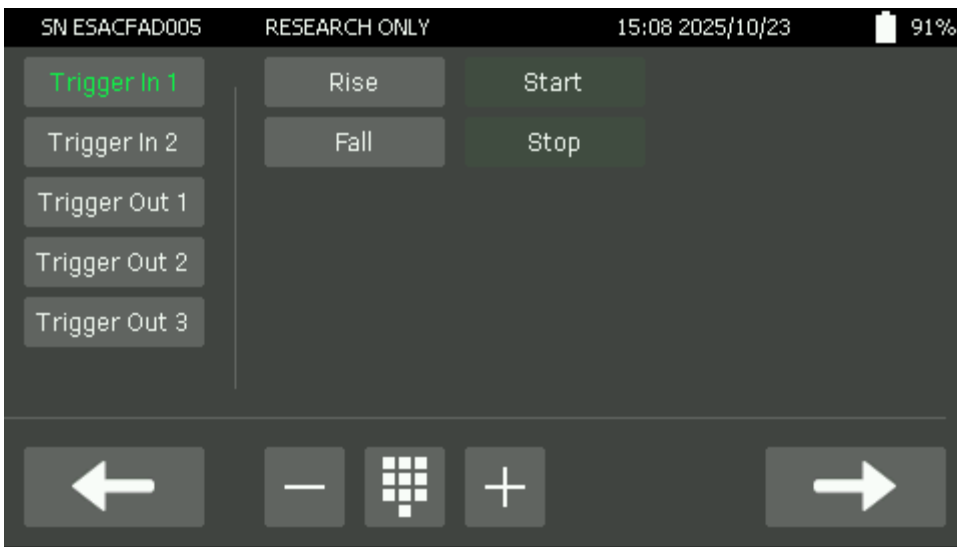 SN ESACFAD005 RESEARCH ONLY 15:08 2025/10/23 91%
Trigger In 1 Rise Start
Trigger In 2 Fall Stop
Trigger Out 1
Trigger Out 2
Trigger Out 3